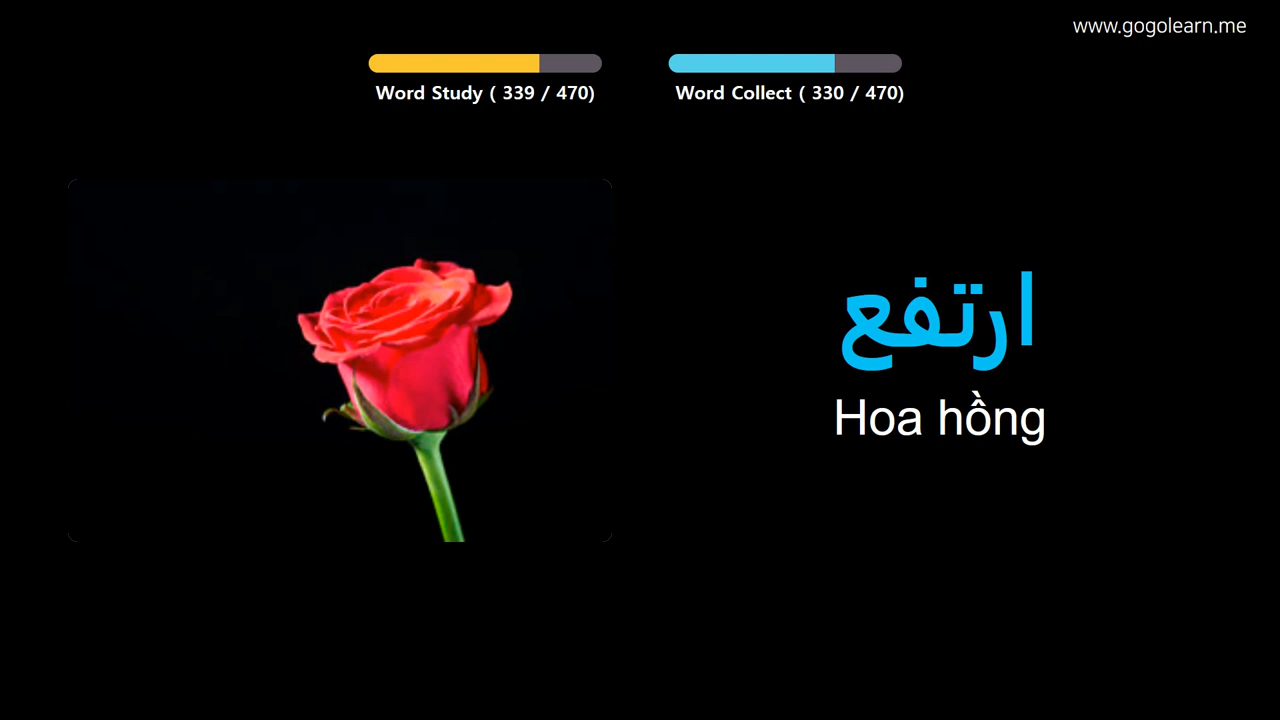 www.gogolearn.me
Word Study ( 339 / 470)
Word Collect ( 330 / 470)
ارتفع
Hoa hồng